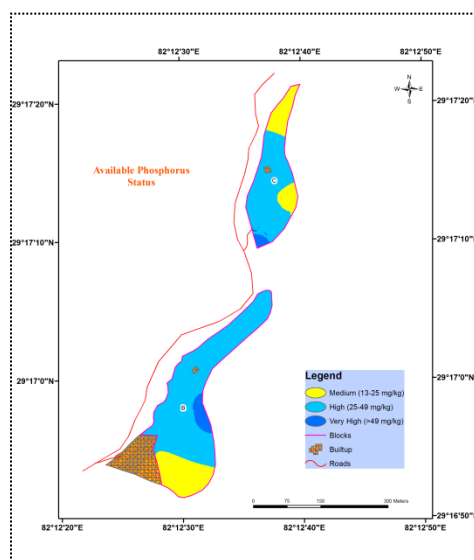 82°12'30"E
82°12'40"E
82°12'50"E
29°17'20"N
29°17'20"N
N
W
E
S
Available Phosphorus
Status
C
29°17'10"N
29°17'10"N
29°17'0"N
29°17'0"N
Legend
Medium (13-25 mg/kg)
High (25-49 mg/kg)
Very High (>49 mg/kg)
Blocks
Builtup
Roads
B
0
75
150
300 Meters
29°16'50"N
82°12'20"E
82°12'30"E
82°12'40"E